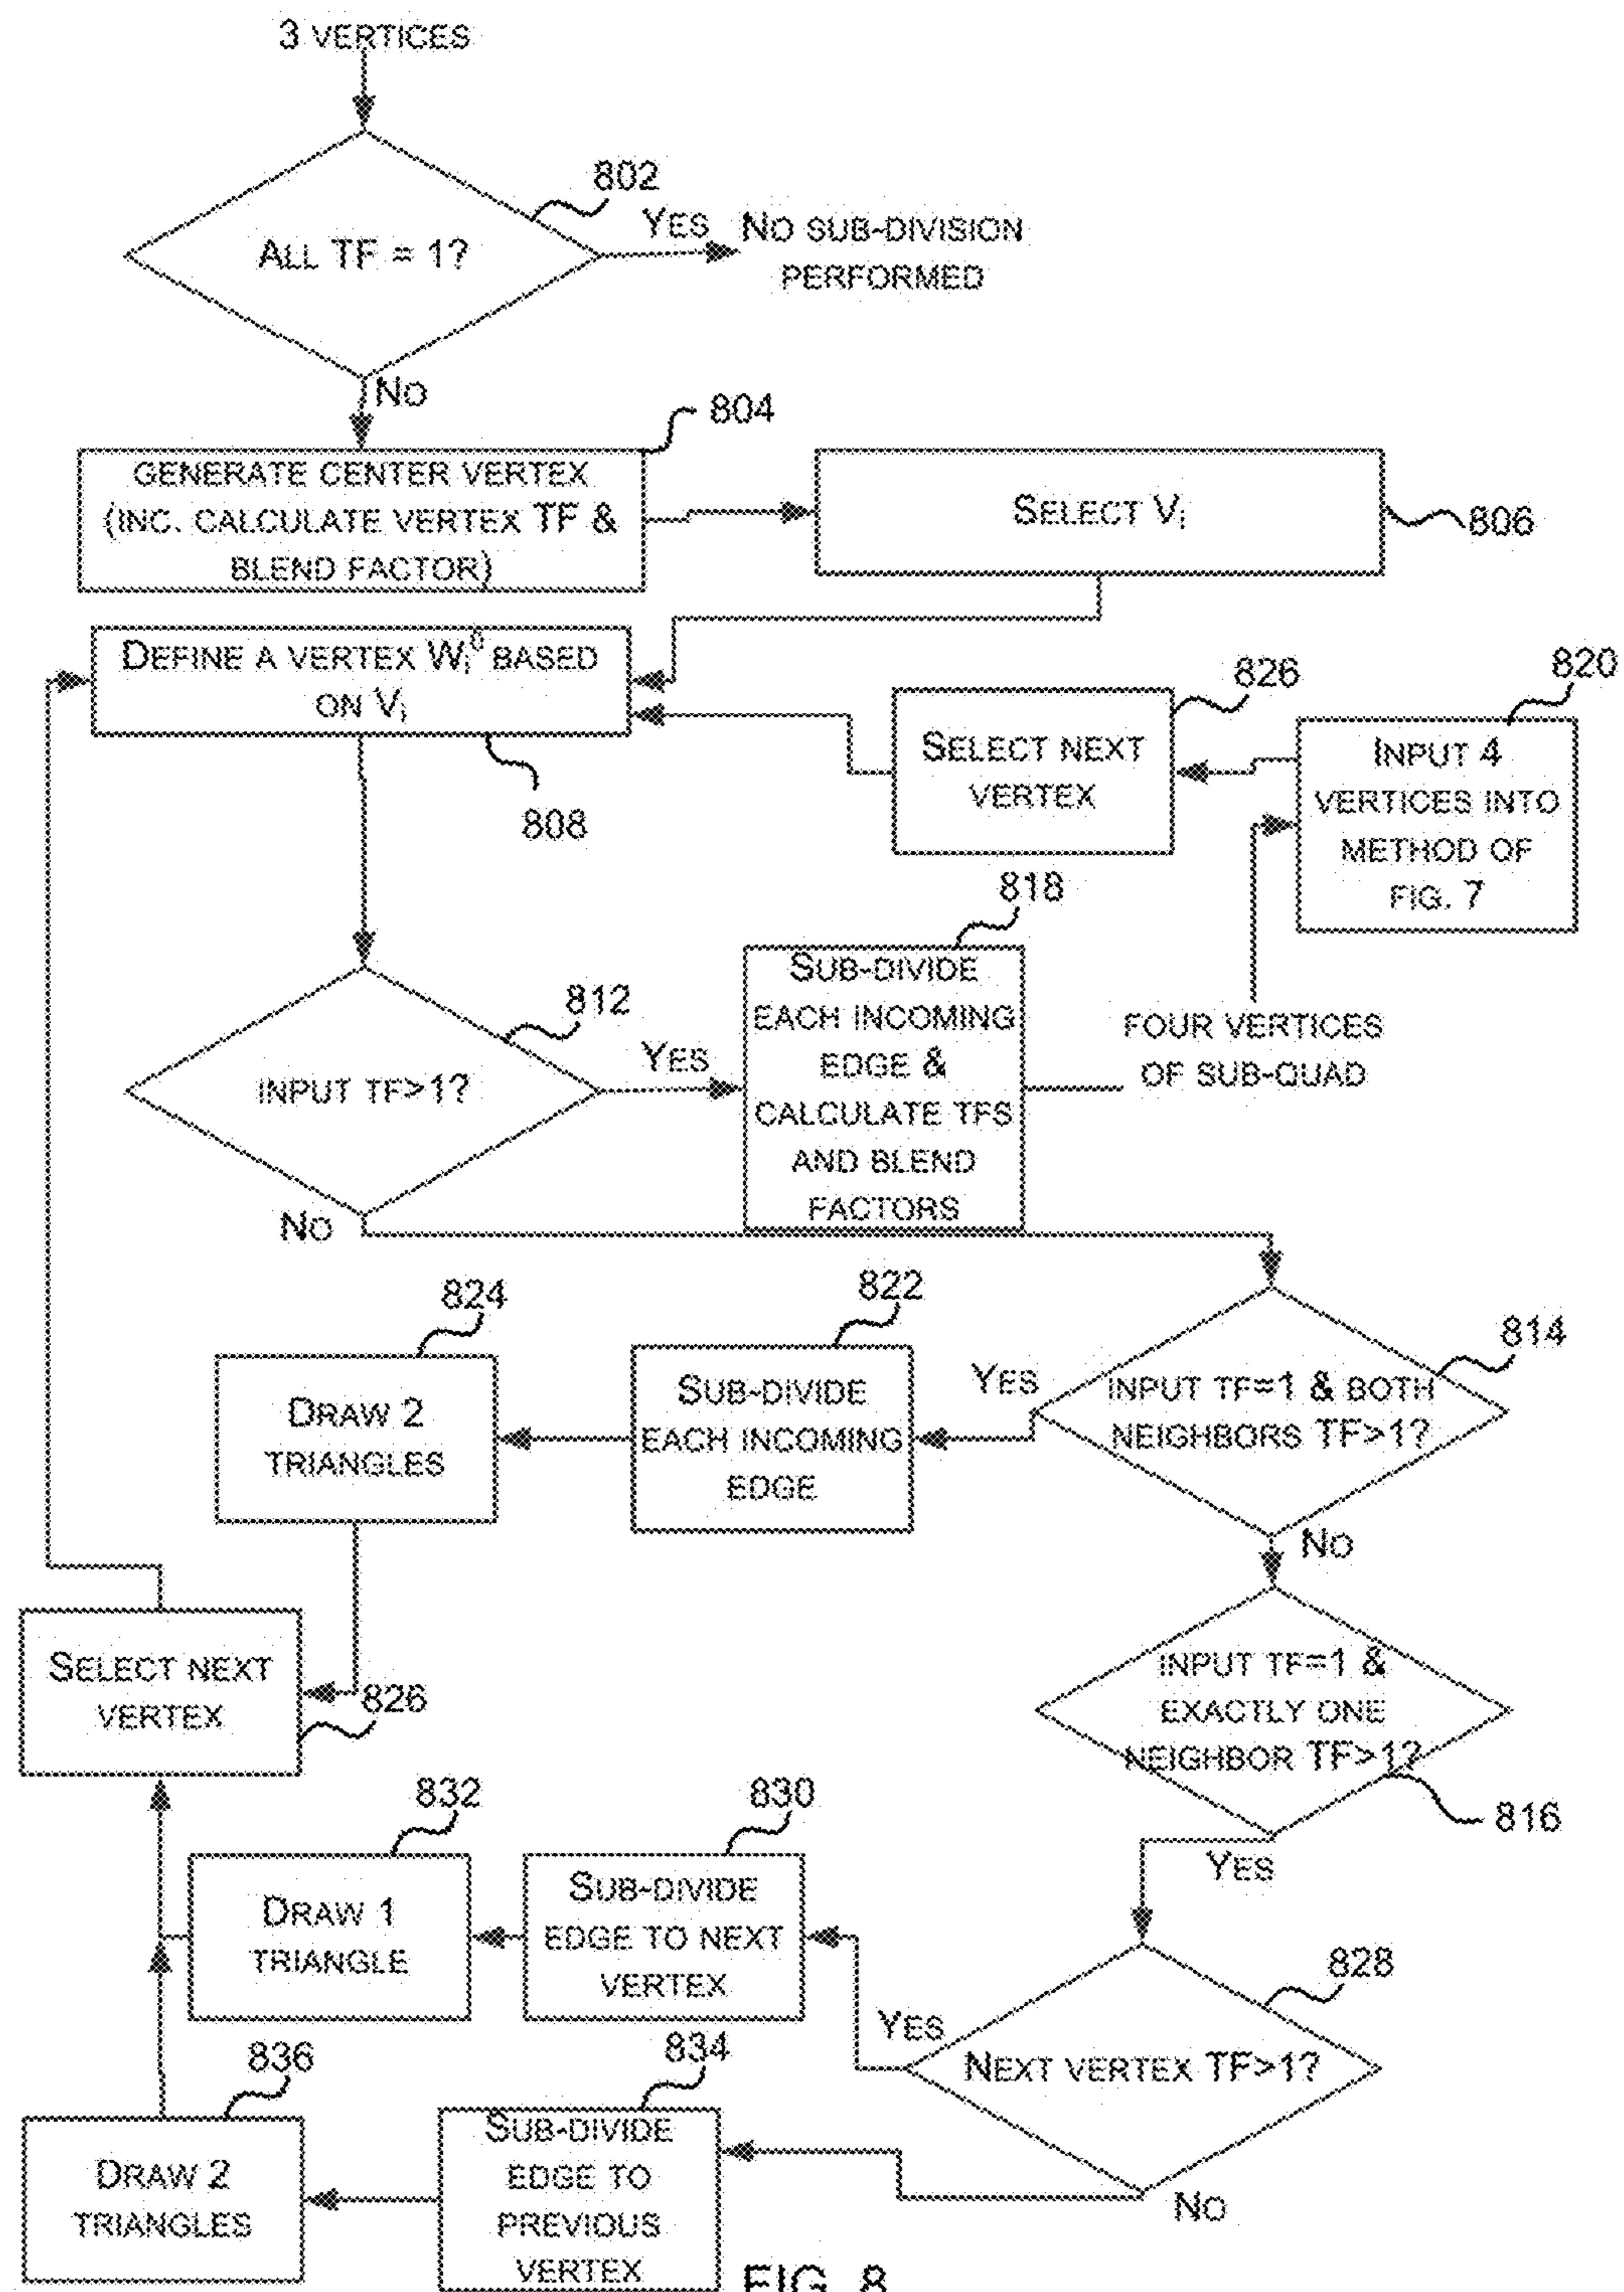 3 VERTICES
802
YES
NO SUB-DIVISION
PERFORMED
ALL TF = 1?
NO
804
GENERATE CENTER VERTEX
(INC. CALCULATE VERTEX TF &
BLEND FACTOR)
SELECT Vi
806
DEFINE A VERTEX Wi⁰ BASED
ON Vi
808
826
SELECT NEXT
VERTEX
820
INPUT 4
VERTICES INTO
METHOD OF
FIG. 7
818
SUB-DIVIDE
EACH INCOMING
EDGE &
CALCULATE TFS
AND BLEND
FACTORS
FOUR VERTICES
OF SUB-QUAD
812
YES
INPUT TF>1?
NO
824
DRAW 2
TRIANGLES
822
SUB-DIVIDE
EACH INCOMING
EDGE
YES
814
INPUT TF=1 & BOTH
NEIGHBORS TF>1?
NO
SELECT NEXT
VERTEX
826
INPUT TF=1 &
EXACTLY ONE
NEIGHBOR TF>1?
816
YES
832
DRAW 1
TRIANGLE
830
SUB-DIVIDE
EDGE TO NEXT
VERTEX
YES
828
NEXT VERTEX TF>1?
NO
836
DRAW 2
TRIANGLES
834
SUB-DIVIDE
EDGE TO
PREVIOUS
VERTEX
FIG. 8